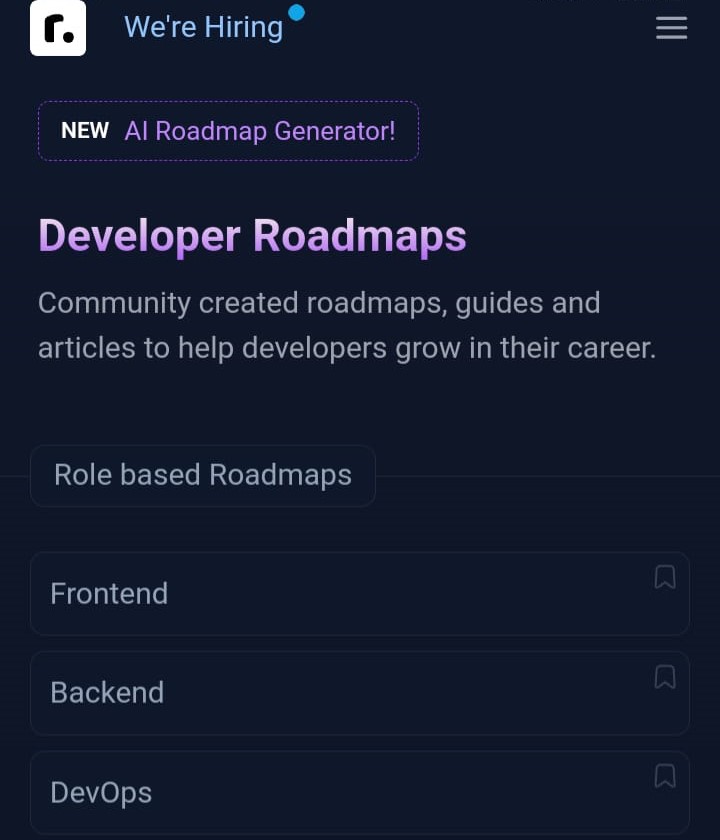 r.
We're Hiring
NEW AI Roadmap Generator!
Developer Roadmaps
Community created roadmaps, guides and
articles to help developers grow in their career.
Role based Roadmaps
Frontend
Backend
DevOps